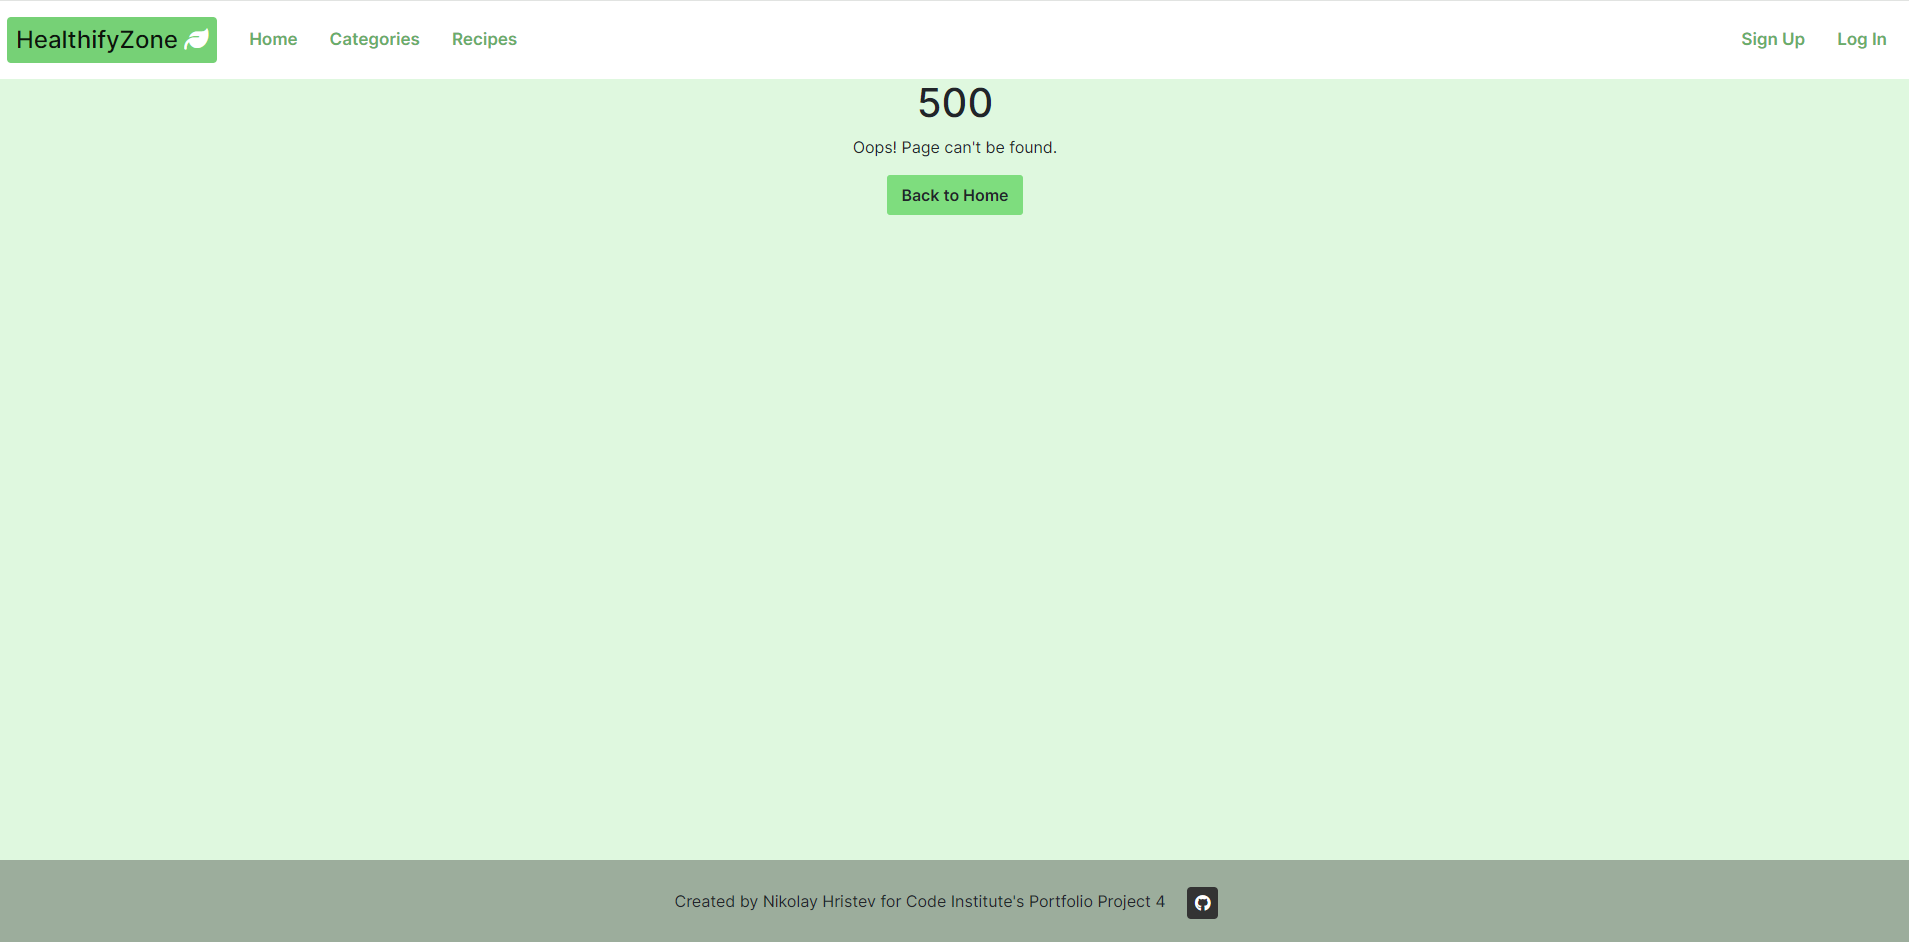 HealthifyZone
Home Categories Recipes
Sign Up Log In
500
Oops! Page can't be found.
Back to Home
Created by Nikolay Hristev for Code Institute's Portfolio Project 4